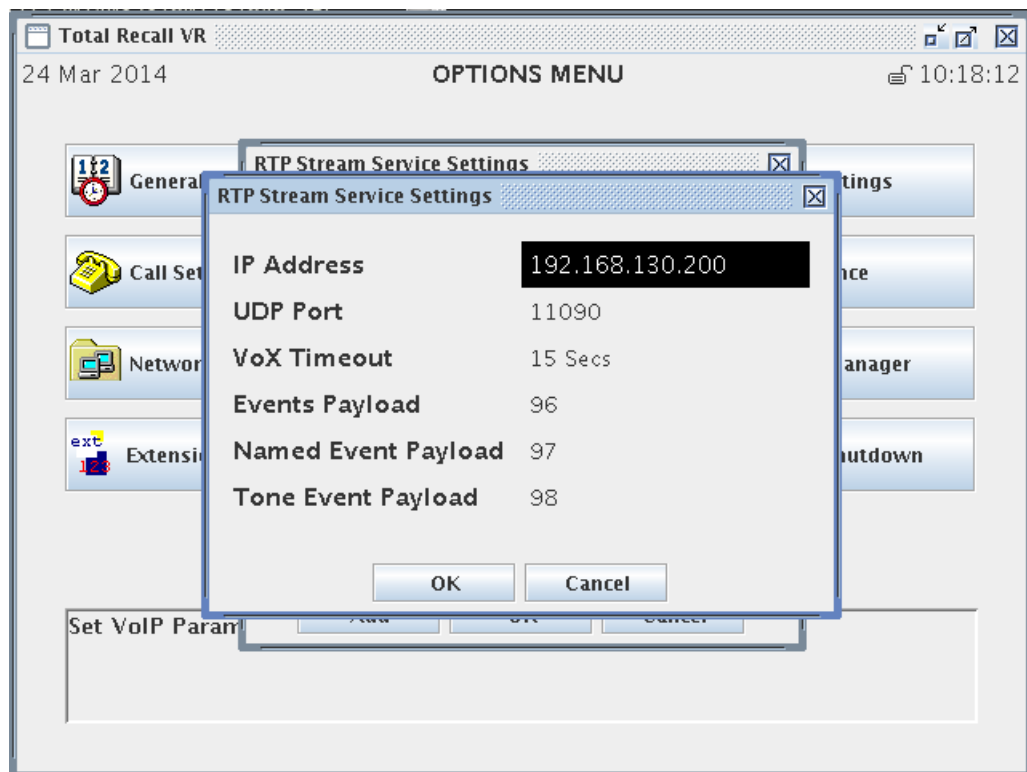 Total Recall VR
24 Mar 2014 OPTIONS MENU 10:18:12
RTP Stream Service Settings
RTP Stream Service Settings
General
tings
IP Address 192.168.130.200
Call Set
nce
UDP Port 11090
VoX Timeout 15 Secs
Networ
anager
Events Payload 96
ext
123
Extensi
Named Event Payload 97
utdown
Tone Event Payload 98
OK Cancel
Set VoIP Param